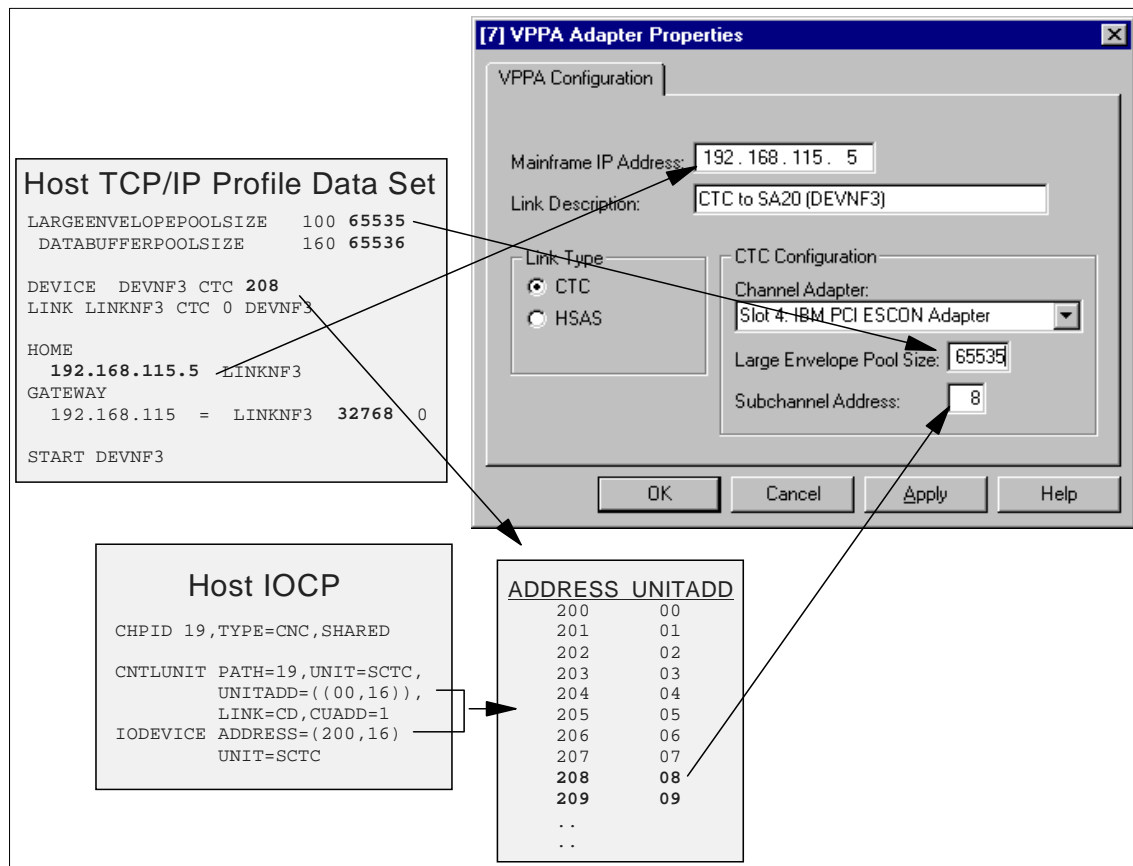 [7] VPPA Adapter Properties
VPPA Configuration
Mainframe IP Address: 192 . 168 . 115 . 5
Link Description: CTC to SA20 (DEVNF3)
Link Type
CTC
HSAS
CTC Configuration
Channel Adapter:
Slot 4: IBM PCI ESCON Adapter
Large Envelope Pool Size: 65535
Subchannel Address: 8
OK Cancel Apply Help
Host TCP/IP Profile Data Set
LARGEENVELOPEPOOLSIZE 100 65535
DATABUFFERPOOLSIZE 160 65536
DEVICE DEVNF3 CTC 208
LINK LINKNF3 CTC 0 DEVNF3
HOME
192.168.115.5 LINKNF3
GATEWAY
192.168.115 = LINKNF3 32768 0
START DEVNF3
Host IOCP
CHPID 19,TYPE=CNC,SHARED
CNTLUNIT PATH=19,UNIT=SCTC,
UNITADD=((00,16)),
LINK=CD,CUADD=1
IODEVICE ADDRESS=(200,16)
UNIT=SCTC
ADDRESS UNITADD
200 00
201 01
202 02
203 03
204 04
205 05
206 06
207 07
208 08
209 09
..
..